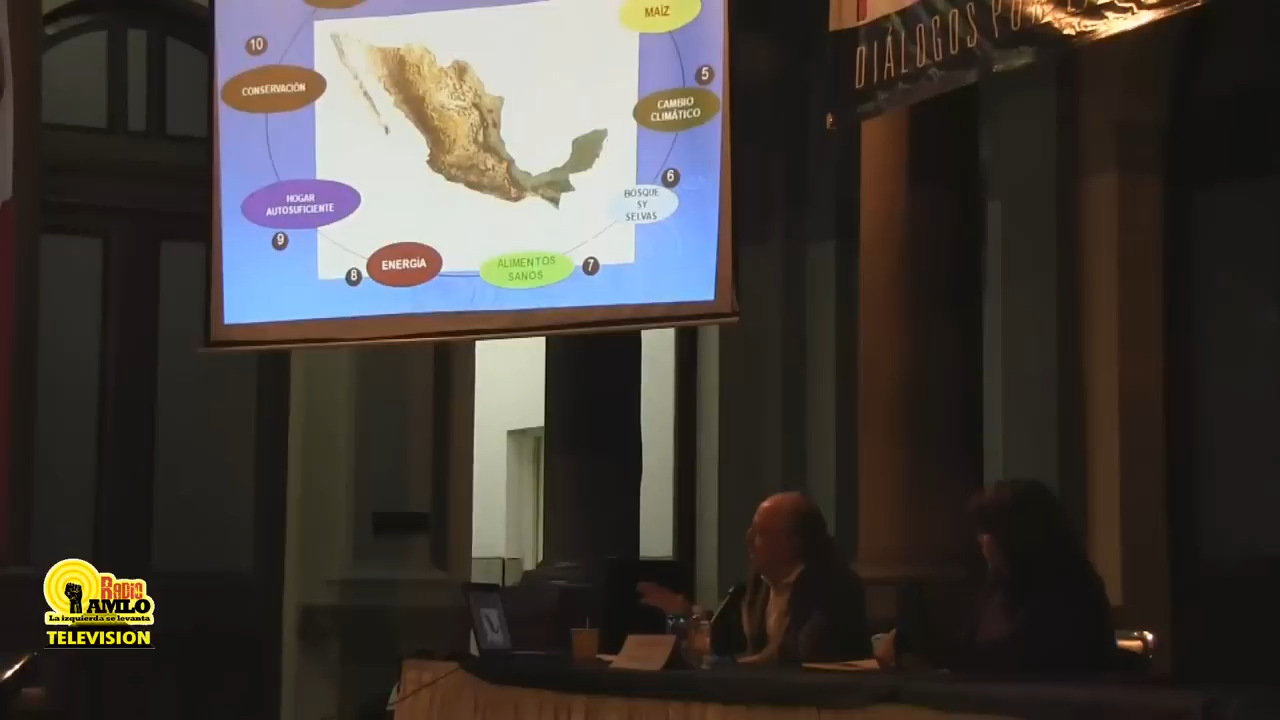 MAÍZ
10
CONSERVACIÓN
5
CAMBIO
CLIMÁTICO
6
BOSQUE
SY
SELVAS
HOGAR
AUTOSUFICIENTE
9
8
ENERGÍA
ALIMENTOS
SANOS
7
DIÁLOGOS POR
RADIO
AMLO
La izquierda se levanta
TELEVISION